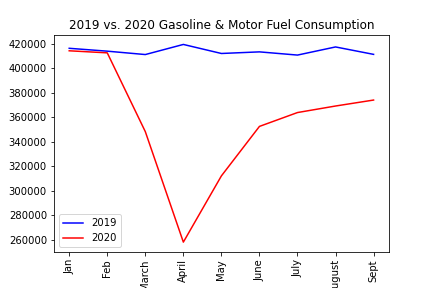 2019 vs. 2020 Gasoline & Motor Fuel Consumption
420000
400000
380000
360000
340000
320000
300000
280000
260000
2019
2020
Jan
Feb
March
April
May
June
July
August
Sept